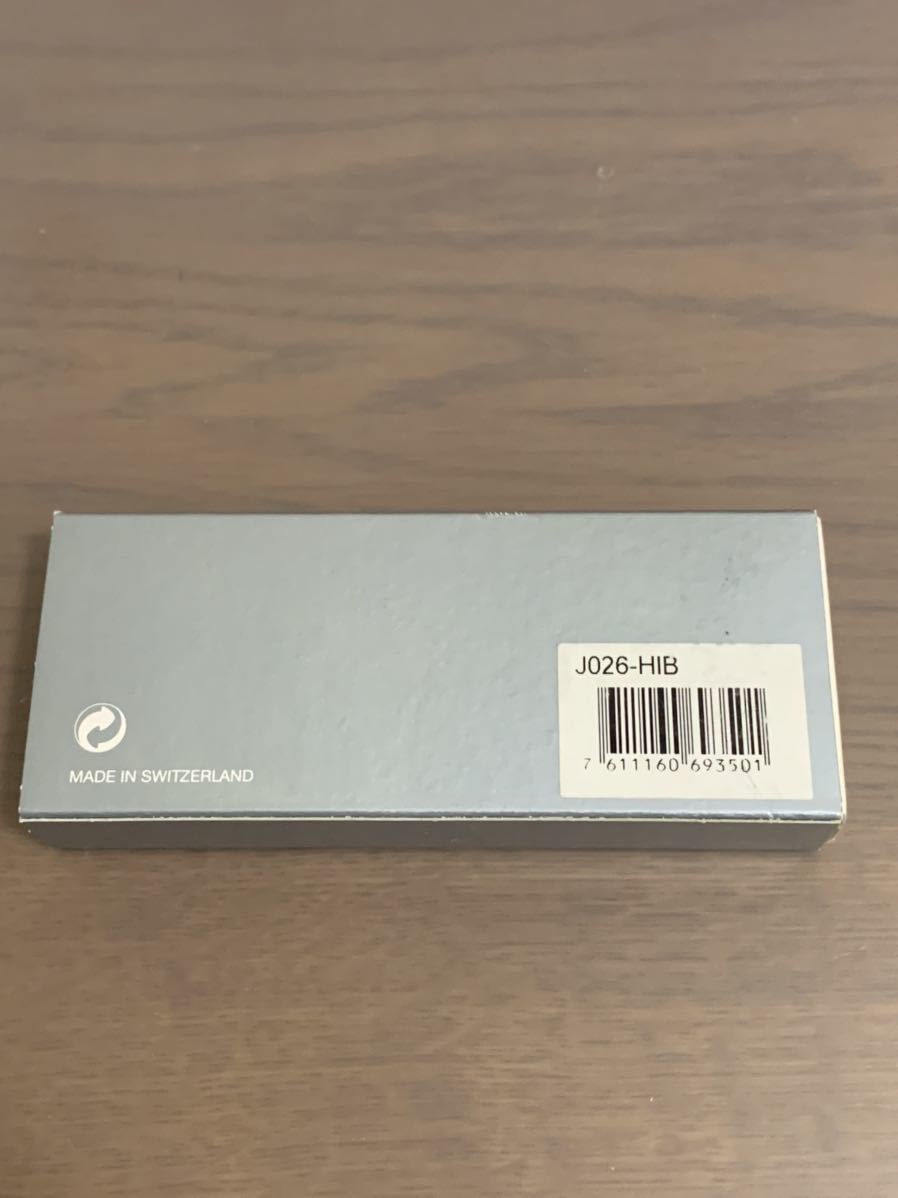 J026-HIB
7 611160 693501
MADE IN SWITZERLAND